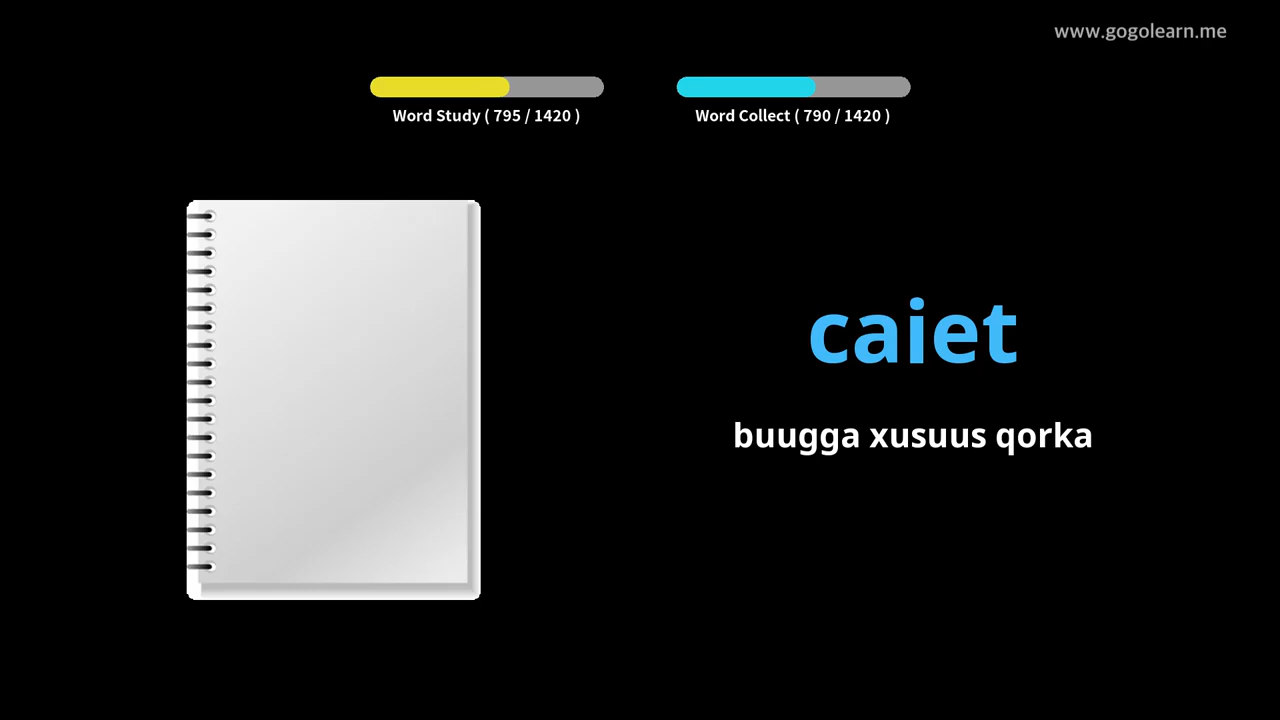 www.gogolearn.me
Word Study ( 795 / 1420 )
Word Collect ( 790 / 1420 )
caiet
buugga xusuus qorka